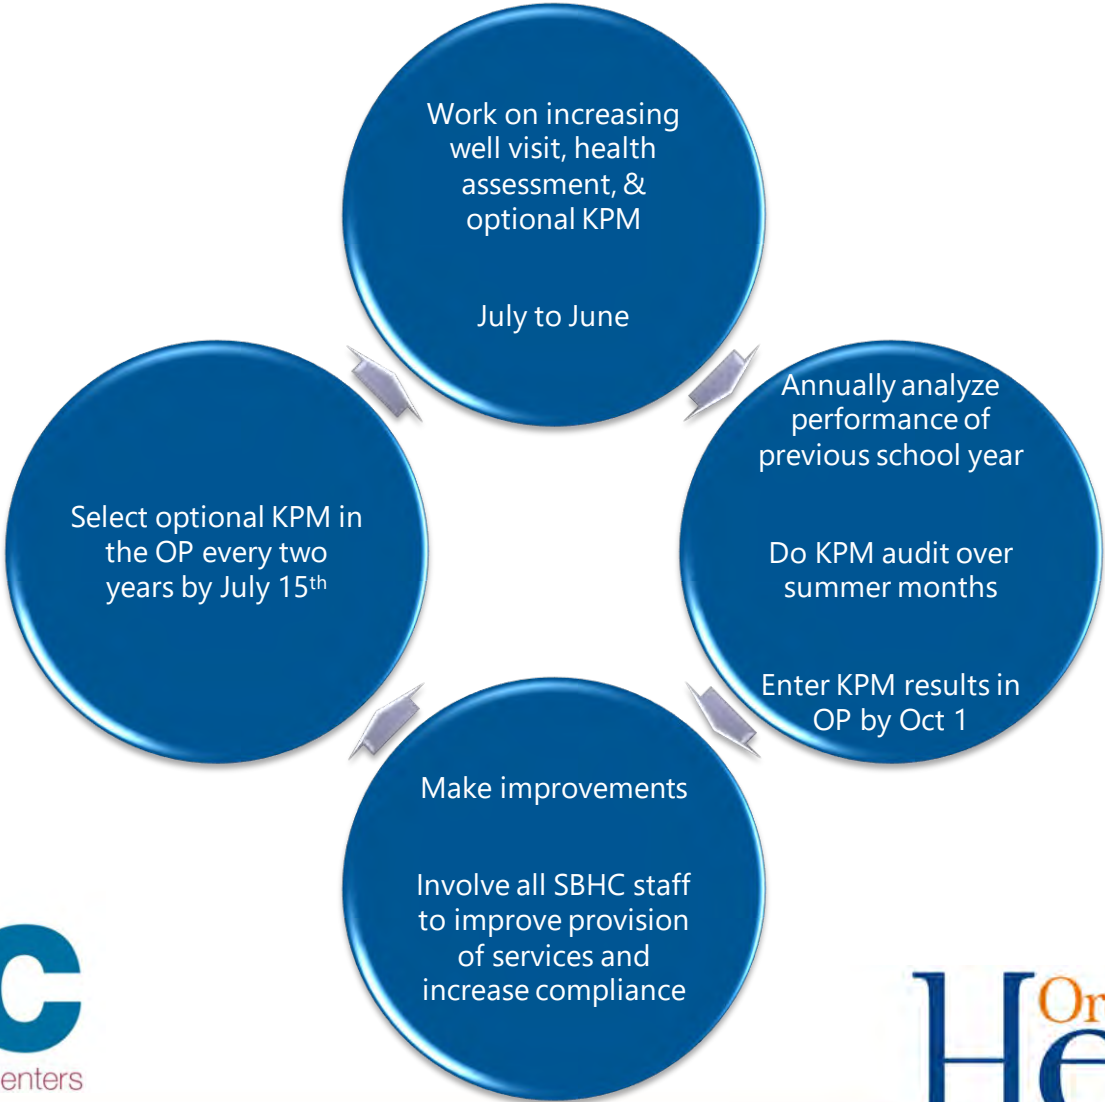 Work on increasing
well visit, health
assessment, &
optional KPM
July to June
Annually analyze
performance of
previous school year
Do KPM audit over
summer months
Enter KPM results in
OP by Oct 1
Select optional KPM in
the OP every two
years by July 15th
Make improvements
Involve all SBHC staff
to improve provision
of services and
increase compliance
C
enters
Or
He